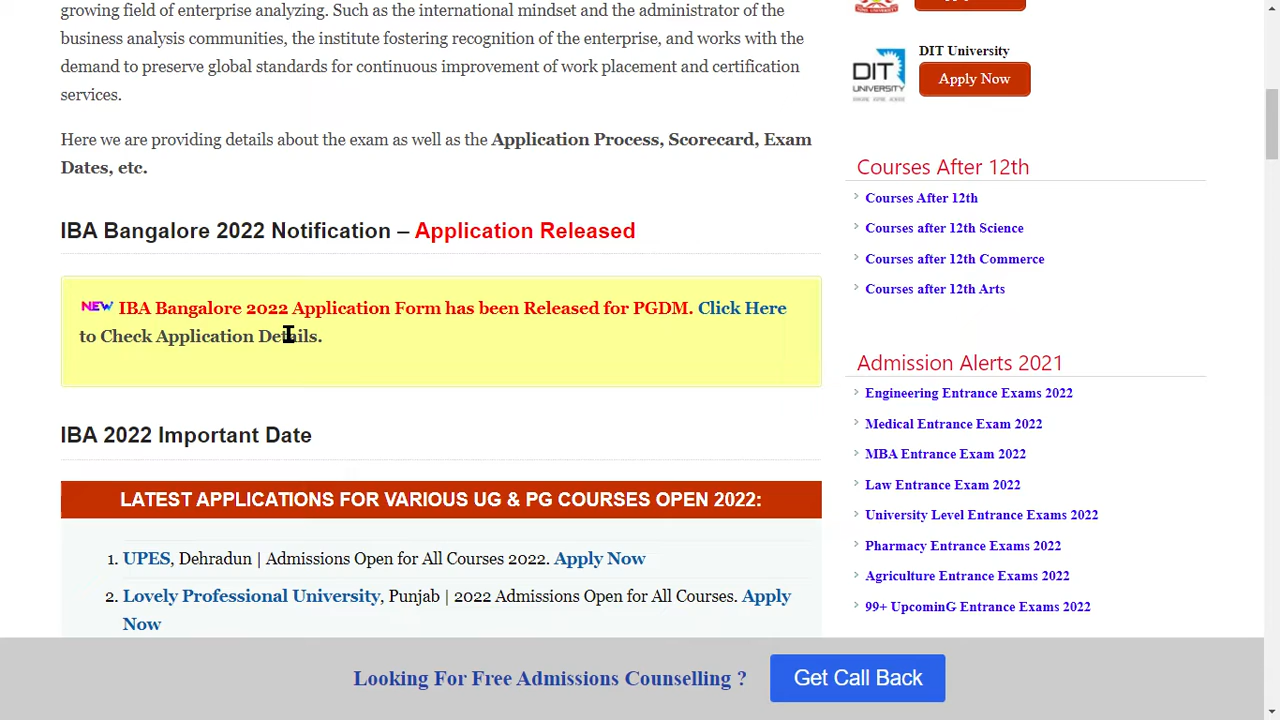 growing field of enterprise analyzing. Such as the international mindset and the administrator of the
business analysis communities, the institute fostering recognition of the enterprise, and works with the
demand to preserve global standards for continuous improvement of work placement and certification
services.
Here we are providing details about the exam as well as the Application Process, Scorecard, Exam
Dates, etc.
IBA Bangalore 2022 Notification – Application Released
NEW IBA Bangalore 2022 Application Form has been Released for PGDM. Click Here
to Check Application Details.
IBA 2022 Important Date
LATEST APPLICATIONS FOR VARIOUS UG & PG COURSES OPEN 2022:
1. UPES, Dehradun | Admissions Open for All Courses 2022. Apply Now
2. Lovely Professional University, Punjab | 2022 Admissions Open for All Courses. Apply
Now
DIT University
DIT
UNIVERSITY
Apply Now
Courses After 12th
Courses After 12th
Courses after 12th Science
Courses after 12th Commerce
Courses after 12th Arts
Admission Alerts 2021
Engineering Entrance Exams 2022
Medical Entrance Exam 2022
MBA Entrance Exam 2022
Law Entrance Exam 2022
University Level Entrance Exams 2022
Pharmacy Entrance Exams 2022
Agriculture Entrance Exams 2022
99+ UpcominG Entrance Exams 2022
Looking For Free Admissions Counselling ?
Get Call Back